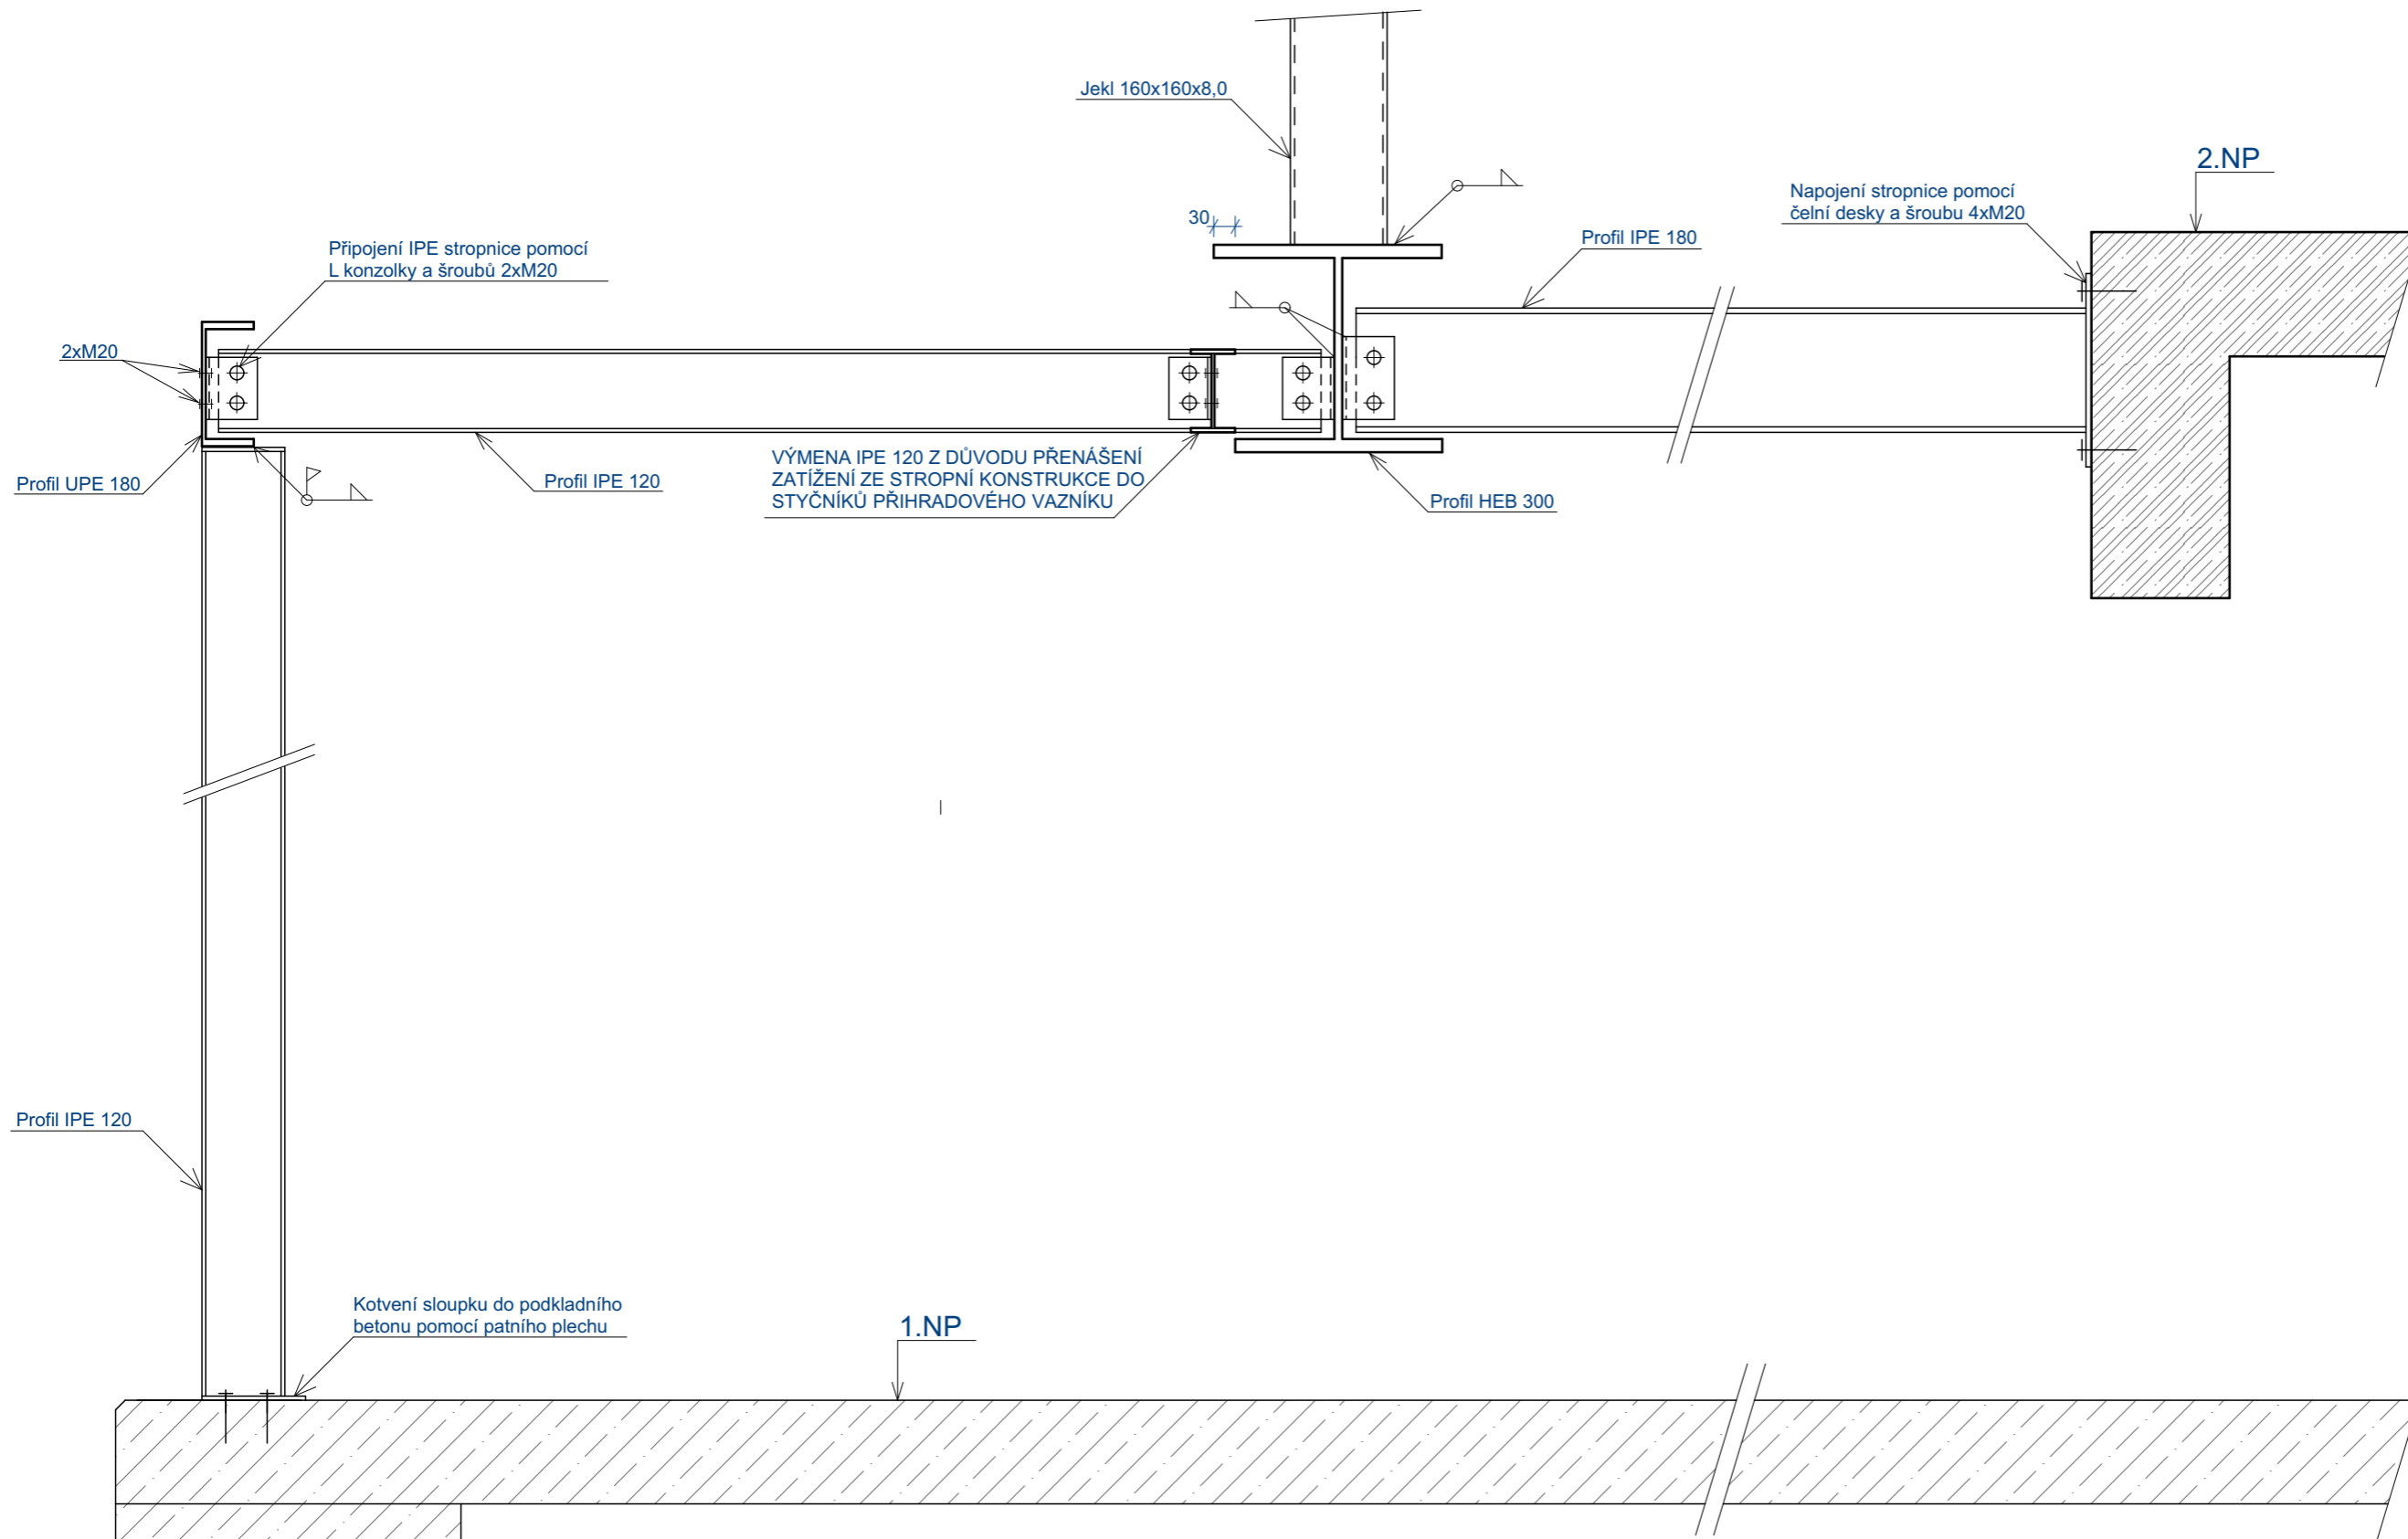 Jekl 160x160x8,0
2.NP
Napojení stropnice pomocí
čelní desky a šroubu 4xM20
30
Připojení IPE stropnice pomocí
L konzolky a šroubů 2xM20
Profil IPE 180
2xM20
Profil UPE 180
Profil IPE 120
VÝMENA IPE 120 Z DŮVODU PŘENÁŠENÍ
ZATÍŽENÍ ZE STROPNÍ KONSTRUKCE DO
STYČNÍKŮ PŘIHRADOVÉHO VAZNÍKU
Profil HEB 300
Profil IPE 120
Kotvení sloupku do podkladního
betonu pomocí patního plechu
1.NP